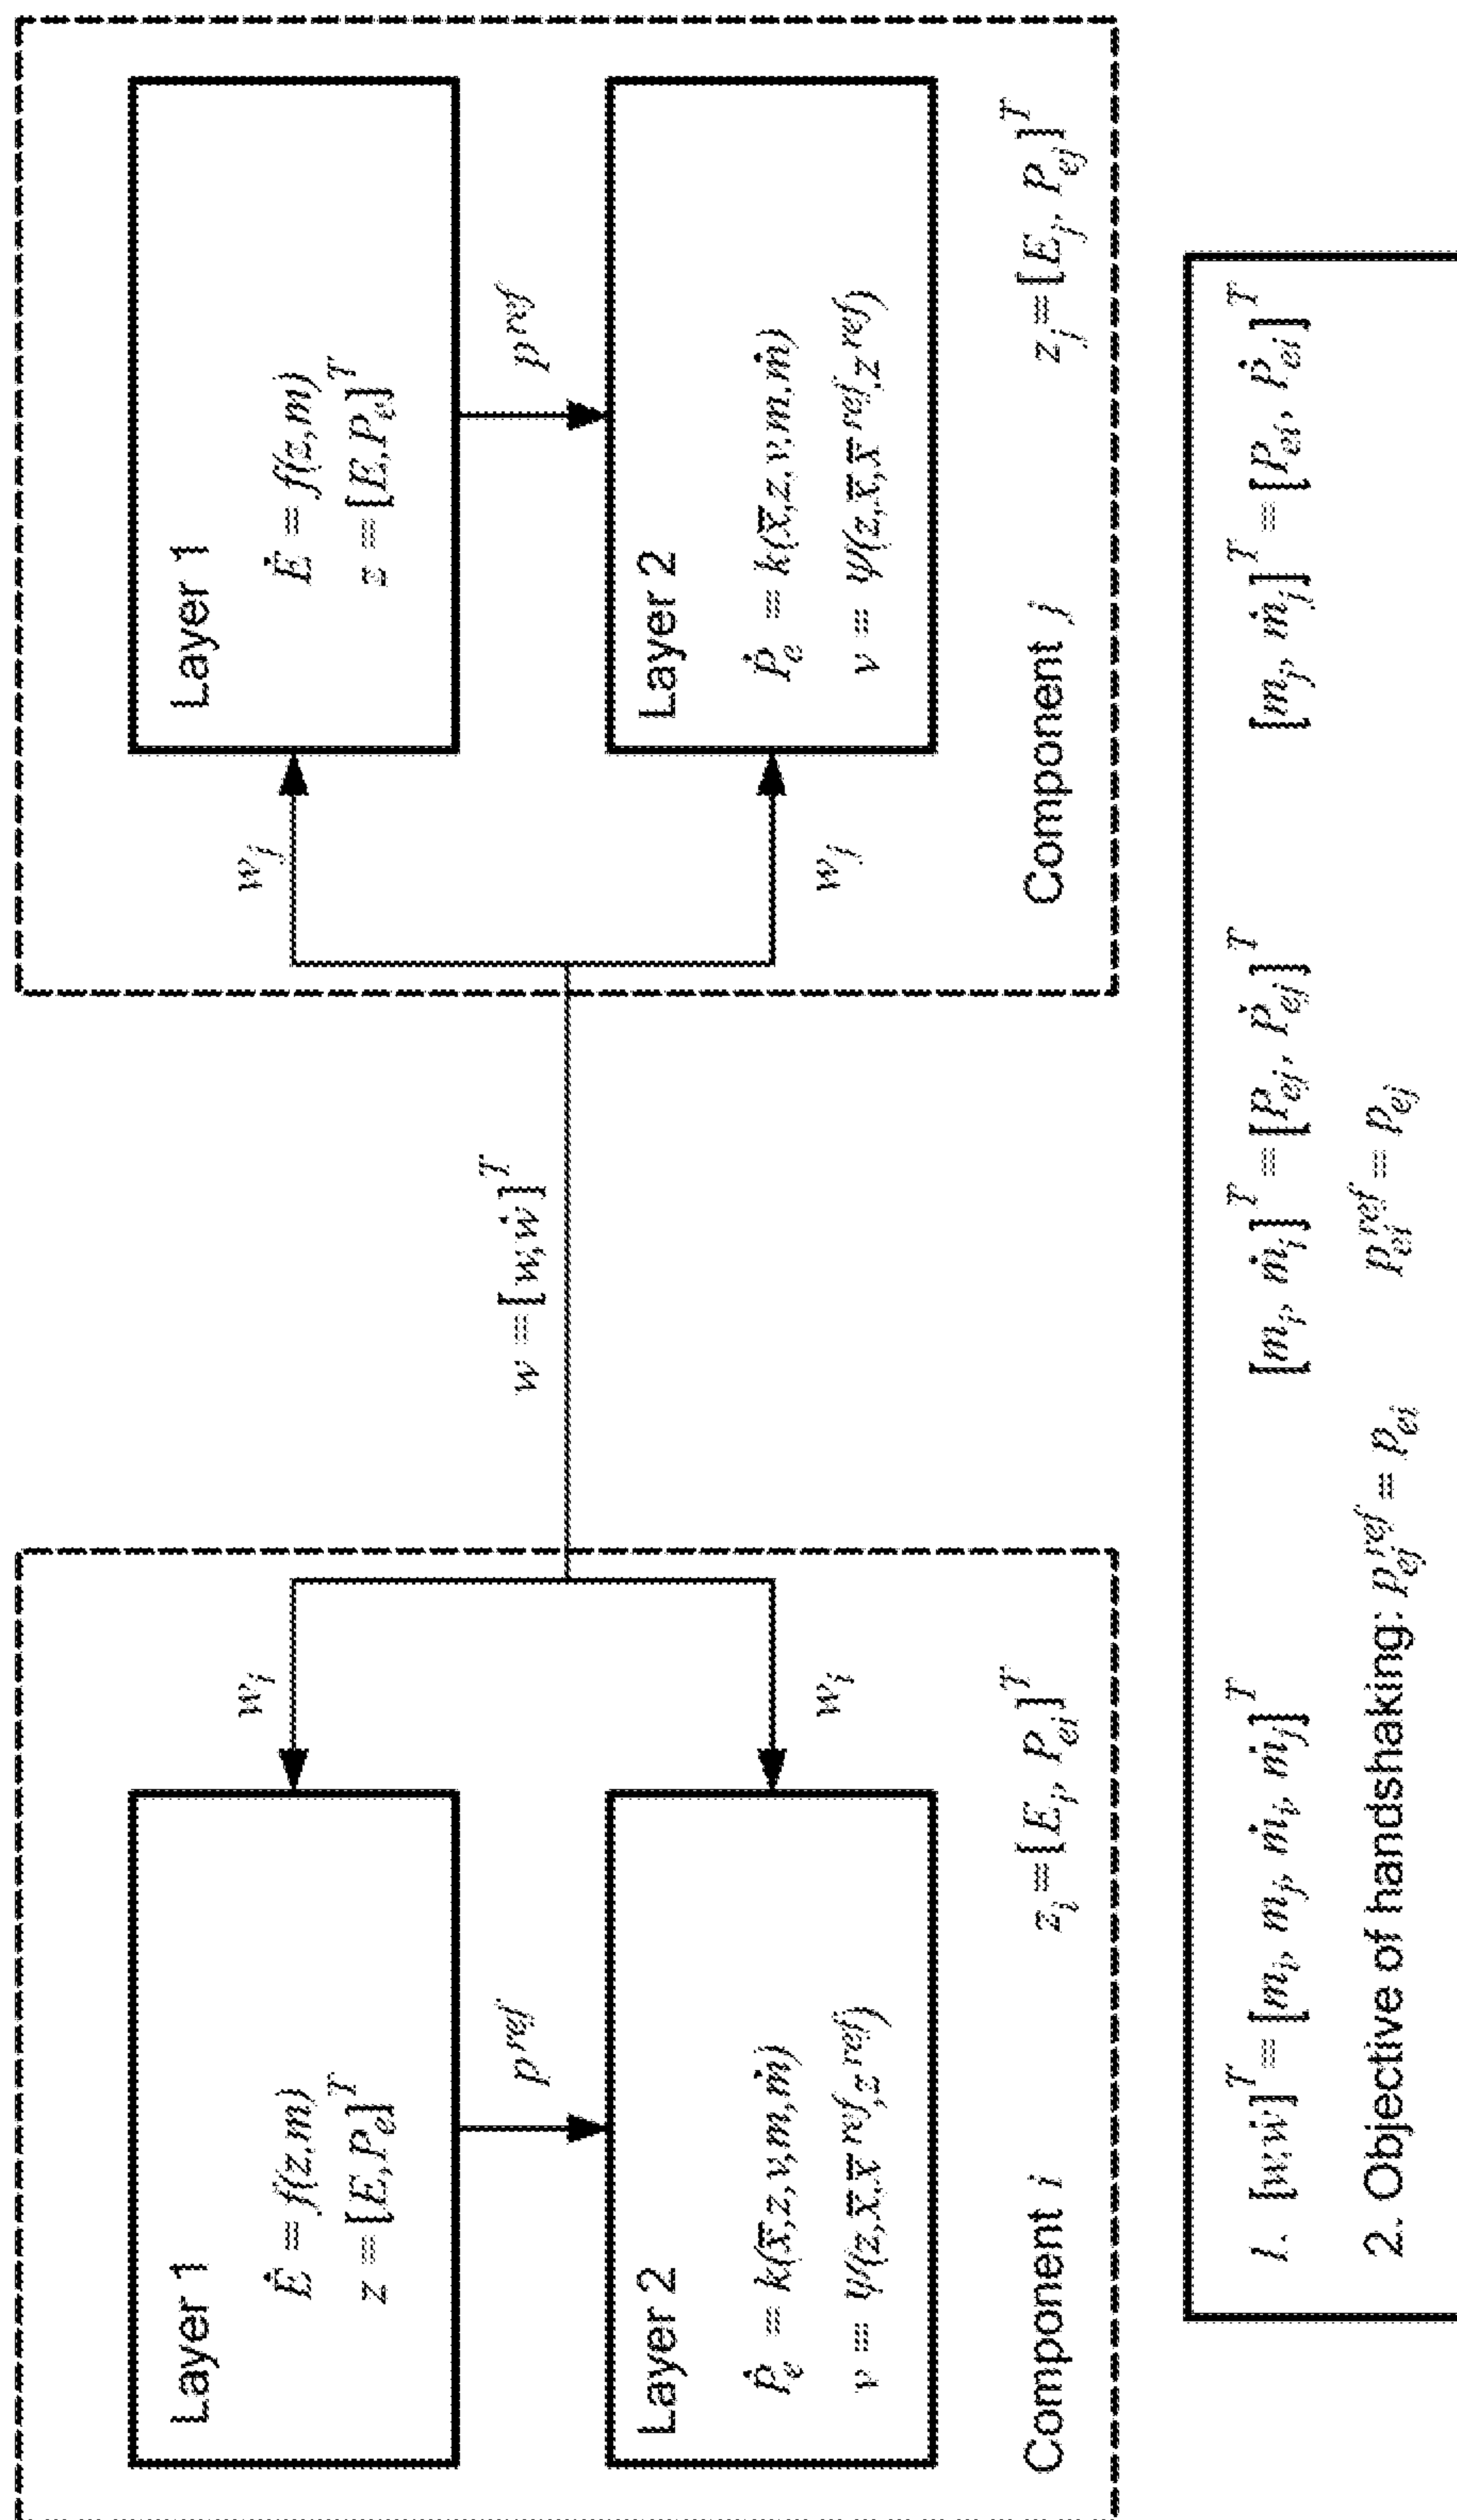 Layer 1
Ė = f(z,m)
z = [E,P_e]^T
p^ref
Layer 2
Ṗ_e = k(x̄,z,v,m,ṁ)
v = ψ(z,x̄,x̄^ref,z^ref)
w_i
w_i
Component i
z_i = [E_i, P_ei]^T
w = [w,ẇ]^T
Layer 1
Ė = f(z,m)
z = [E,P_e]^T
p^ref
Layer 2
Ṗ_e = k(x̄,z,v,m,ṁ)
v = ψ(z,x̄,x̄^ref,z^ref)
w_j
w_j
Component j
z_j = [E_j, P_ej]^T
1. [w,ẇ]^T = [m_i, m_j, ṁ_i, ṁ_j]^T [m_i, ṁ_i]^T = [P_ej, Ṗ_ej]^T [m_j, ṁ_j]^T = [P_ei, Ṗ_ei]^T
2. Objective of handshaking: p_ej^ref = p_ei p_ei^ref = p_ej